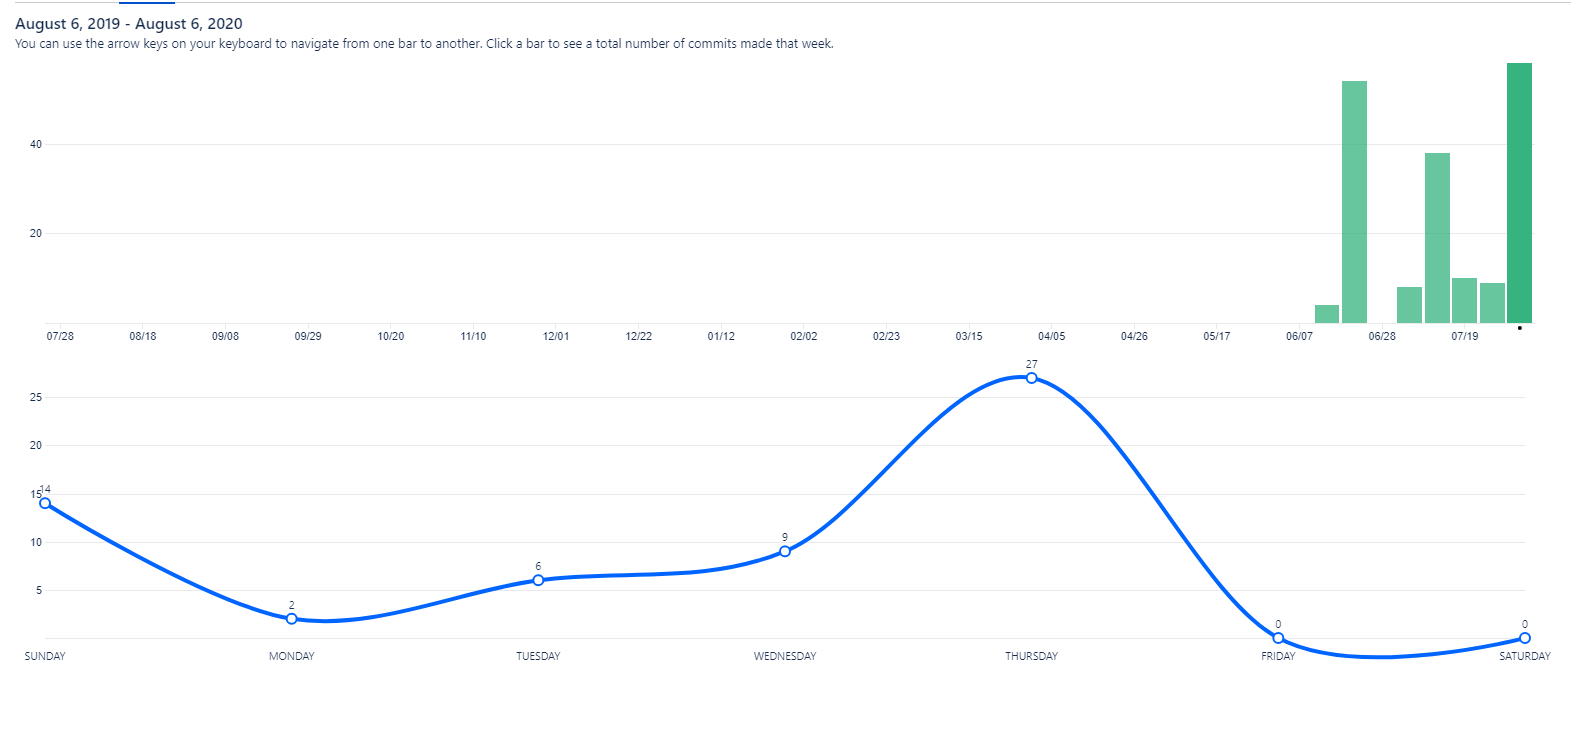 August 6, 2019 - August 6, 2020
You can use the arrow keys on your keyboard to navigate from one bar to another. Click a bar to see a total number of commits made that week.
40
20
07/28 08/18 09/08 09/29 10/20 11/10 12/01 12/22 01/12 02/02 02/23 03/15 04/05 04/26 05/17 06/07 06/28 07/19
27
25
20
15 14
10 9
6
5
2
0 0
SUNDAY MONDAY TUESDAY WEDNESDAY THURSDAY FRIDAY SATURDAY